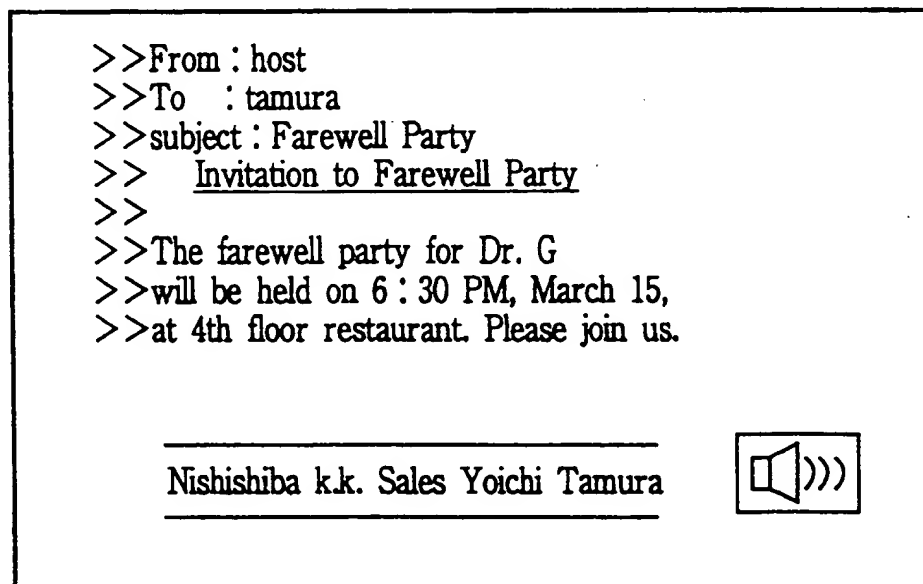 >>From : host
>>To : tamura
>>subject : Farewell Party
>> Invitation to Farewell Party
>>
>>The farewell party for Dr. G
>>will be held on 6 : 30 PM, March 15,
>>at 4th floor restaurant. Please join us.
Nishishiba k.k. Sales Yoichi Tamura